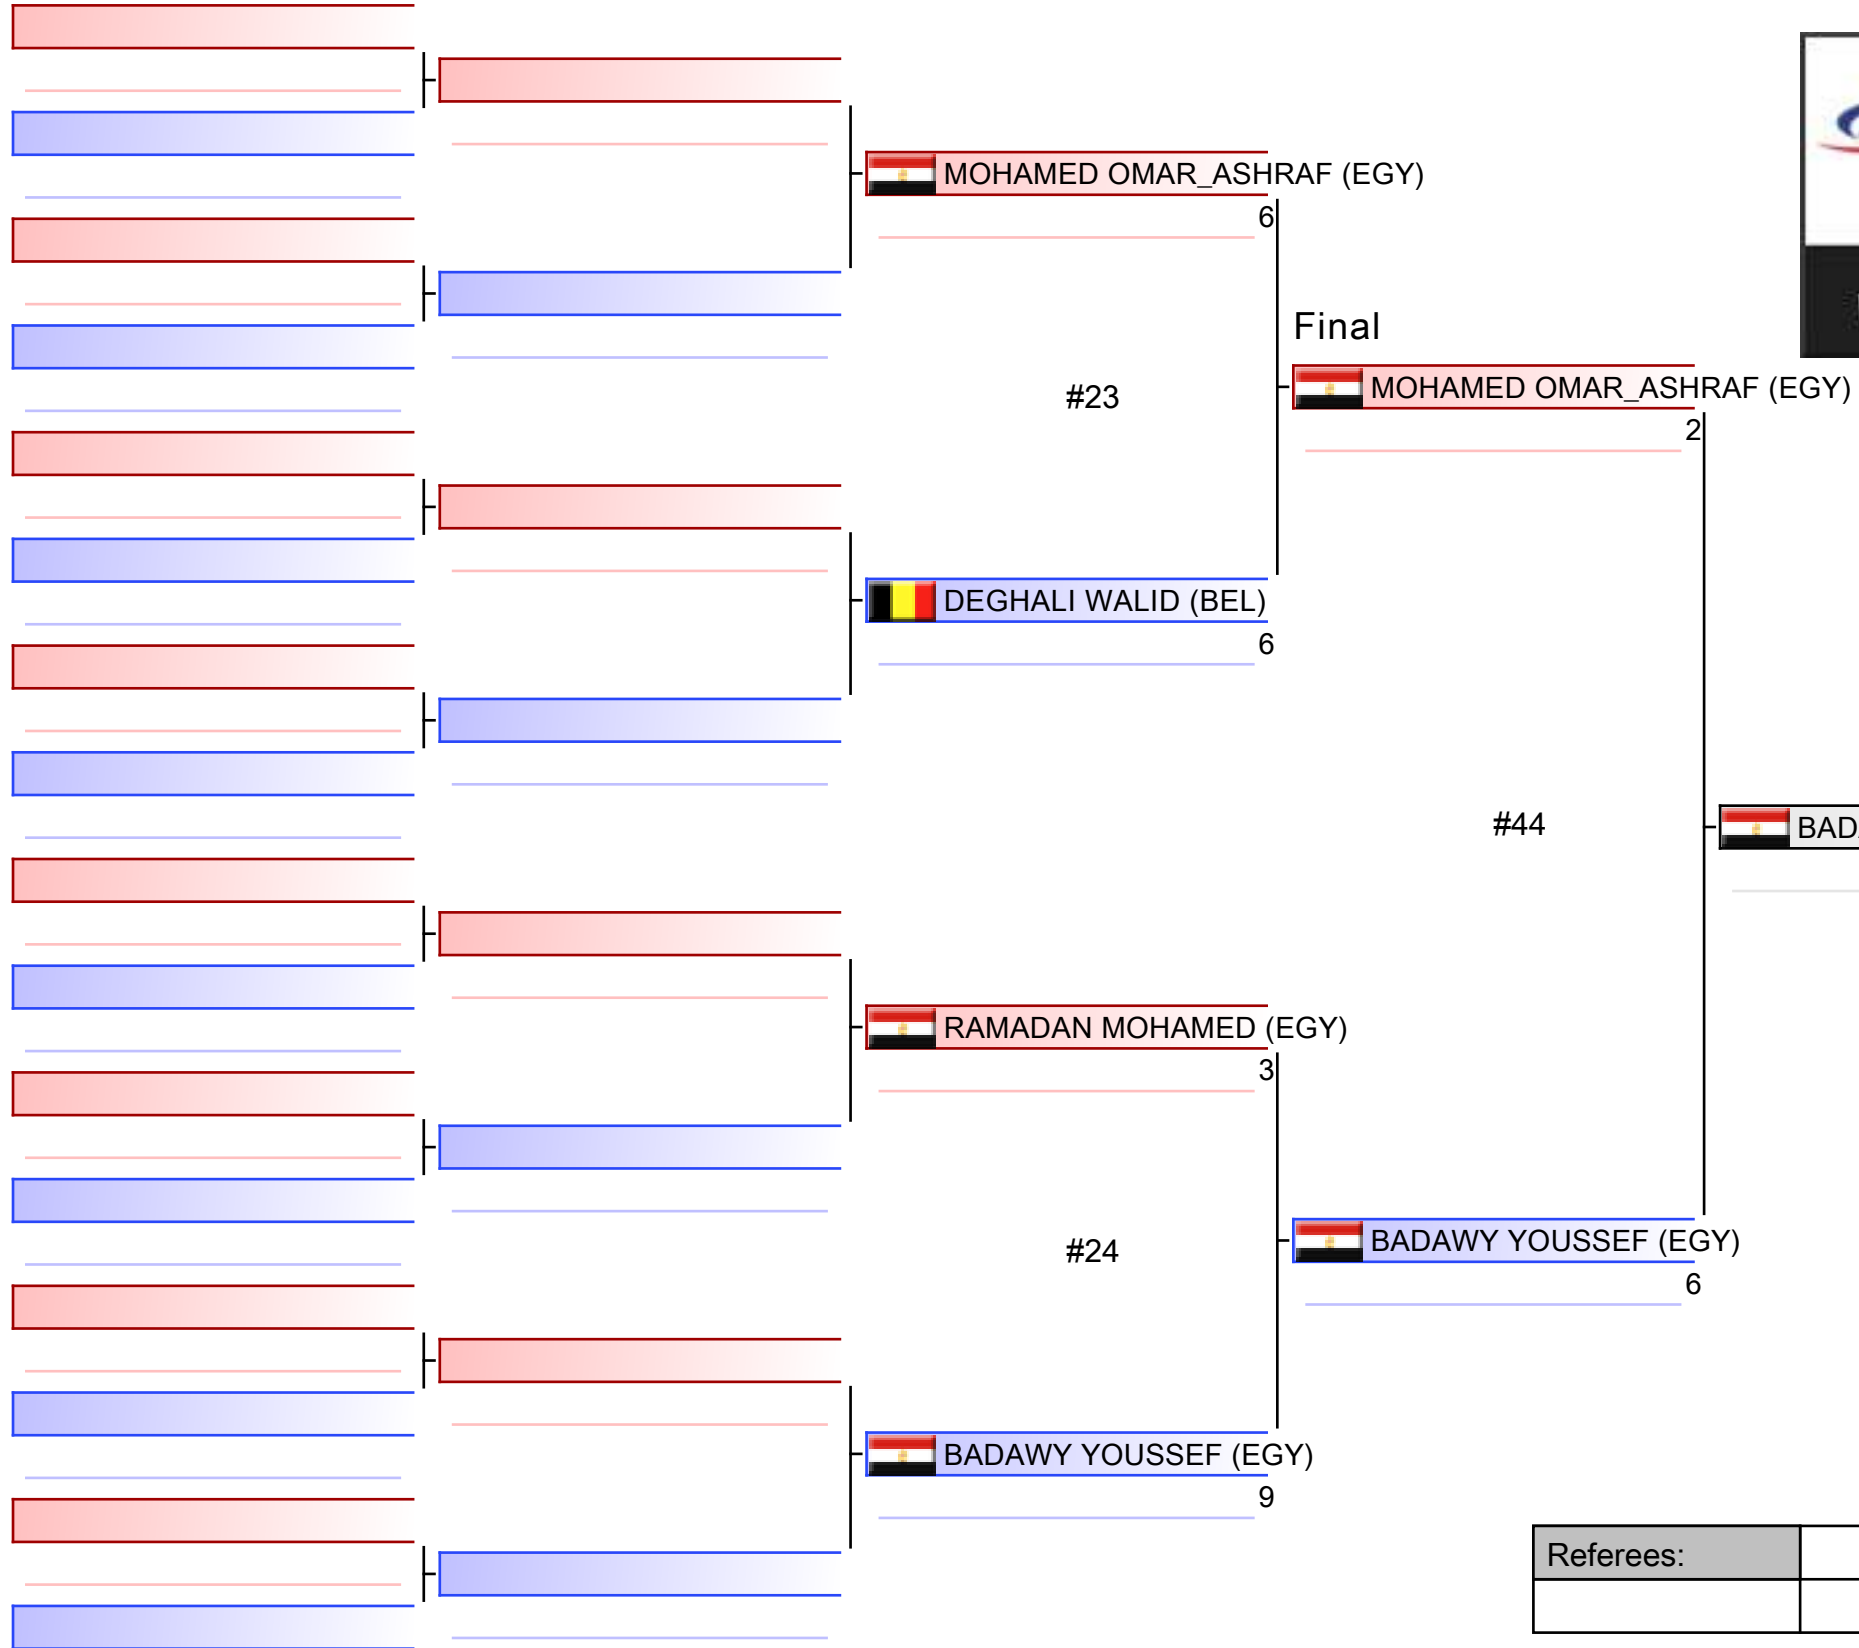 MOHAMED OMAR_ASHRAF (EGY)
6
Final
#23
MOHAMED OMAR_ASHRAF (EGY)
2
DEGHALI WALID (BEL)
6
#44
RAMADAN MOHAMED (EGY)
3
#24
BADAWY YOUSSEF (EGY)
6
BADAWY YOUSSEF (EGY)
9
Referees: